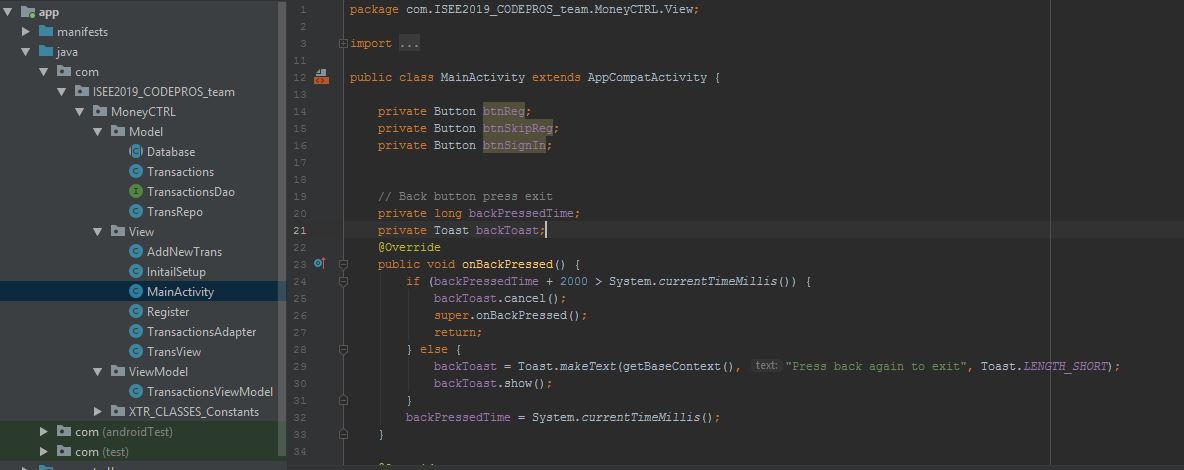 app
manifests
java
com
ISEE2019_CODEPROS_team
MoneyCTRL
Model
Database
Transactions
TransactionsDao
TransRepo
View
AddNewTrans
InitailSetup
MainActivity
Register
TransactionsAdapter
TransView
ViewModel
TransactionsViewModel
XTR_CLASSES_Constants
com (androidTest)
com (test)
1 package com.ISEE2019_CODEPROS_team.MoneyCTRL.View;
2
3 import ...
11
12 public class MainActivity extends AppCompatActivity {
13
14 private Button btnReg;
15 private Button btnSkipReg;
16 private Button btnSignIn;
17
18
19 // Back button press exit
20 private long backPressedTime;
21 private Toast backToast;
22 @Override
23 public void onBackPressed() {
24 if (backPressedTime + 2000 > System.currentTimeMillis()) {
25 backToast.cancel();
26 super.onBackPressed();
27 return;
28 } else {
29 backToast = Toast.makeText(getBaseContext(), text: "Press back again to exit", Toast.LENGTH_SHORT);
30 backToast.show();
31 }
32 backPressedTime = System.currentTimeMillis();
33 }
34